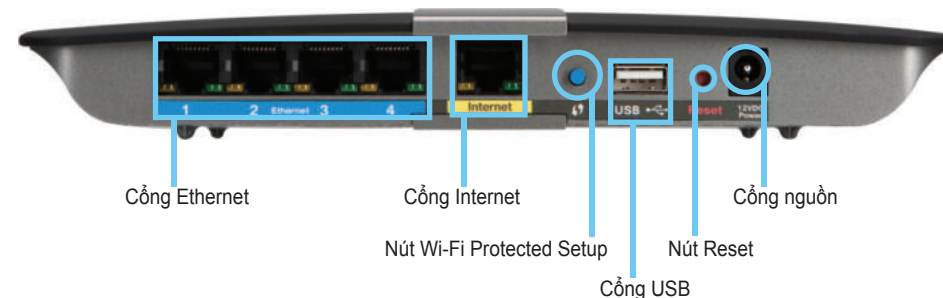 1 2 Ethernet 3 4
Internet
USB
Reset
12VDC
Power
Cổng Ethernet
Cổng Internet
Cổng nguồn
Nút Wi-Fi Protected Setup
Nút Reset
Cổng USB